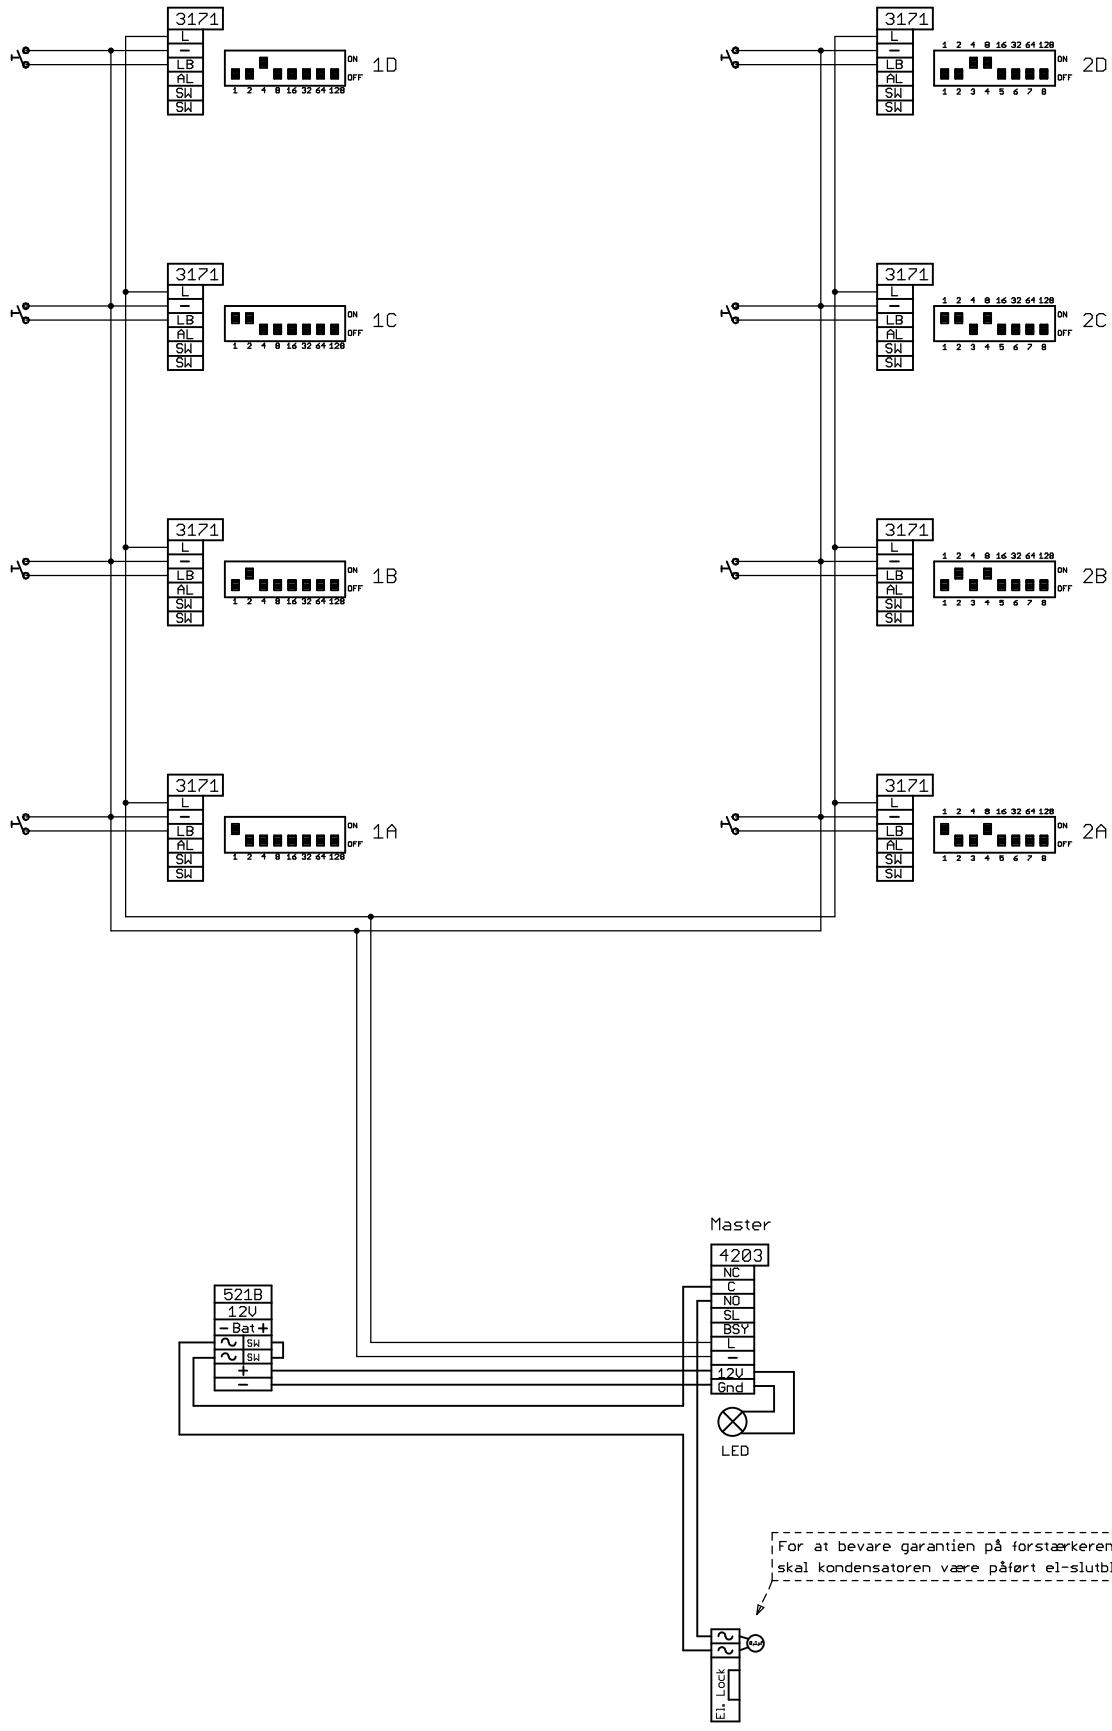 3171
L
-
LB
AL
SW
SW
ON
OFF
1 2 4 8 16 32 64 128
1D
3171
L
-
LB
AL
SW
SW
1 2 4 8 16 32 64 128
ON
OFF
1 2 3 4 5 6 7 8
2D
3171
L
-
LB
AL
SW
SW
ON
OFF
1 2 4 8 16 32 64 128
1C
3171
L
-
LB
AL
SW
SW
1 2 4 8 16 32 64 128
ON
OFF
1 2 3 4 5 6 7 8
2C
3171
L
-
LB
AL
SW
SW
ON
OFF
1 2 4 8 16 32 64 128
1B
3171
L
-
LB
AL
SW
SW
1 2 4 8 16 32 64 128
ON
OFF
1 2 3 4 5 6 7 8
2B
3171
L
-
LB
AL
SW
SW
ON
OFF
1 2 4 8 16 32 64 128
1A
3171
L
-
LB
AL
SW
SW
1 2 4 8 16 32 64 128
ON
OFF
1 2 3 4 5 6 7 8
2A
Master
4203
NC
C
NO
SL
BSY
L
-
12V
Gnd
LED
521B
12V
- Bat +
SW
SW
+
-
For at bevare garantien på forstærkeren
skal kondensatoren være påført el-slutbl
El. Lock